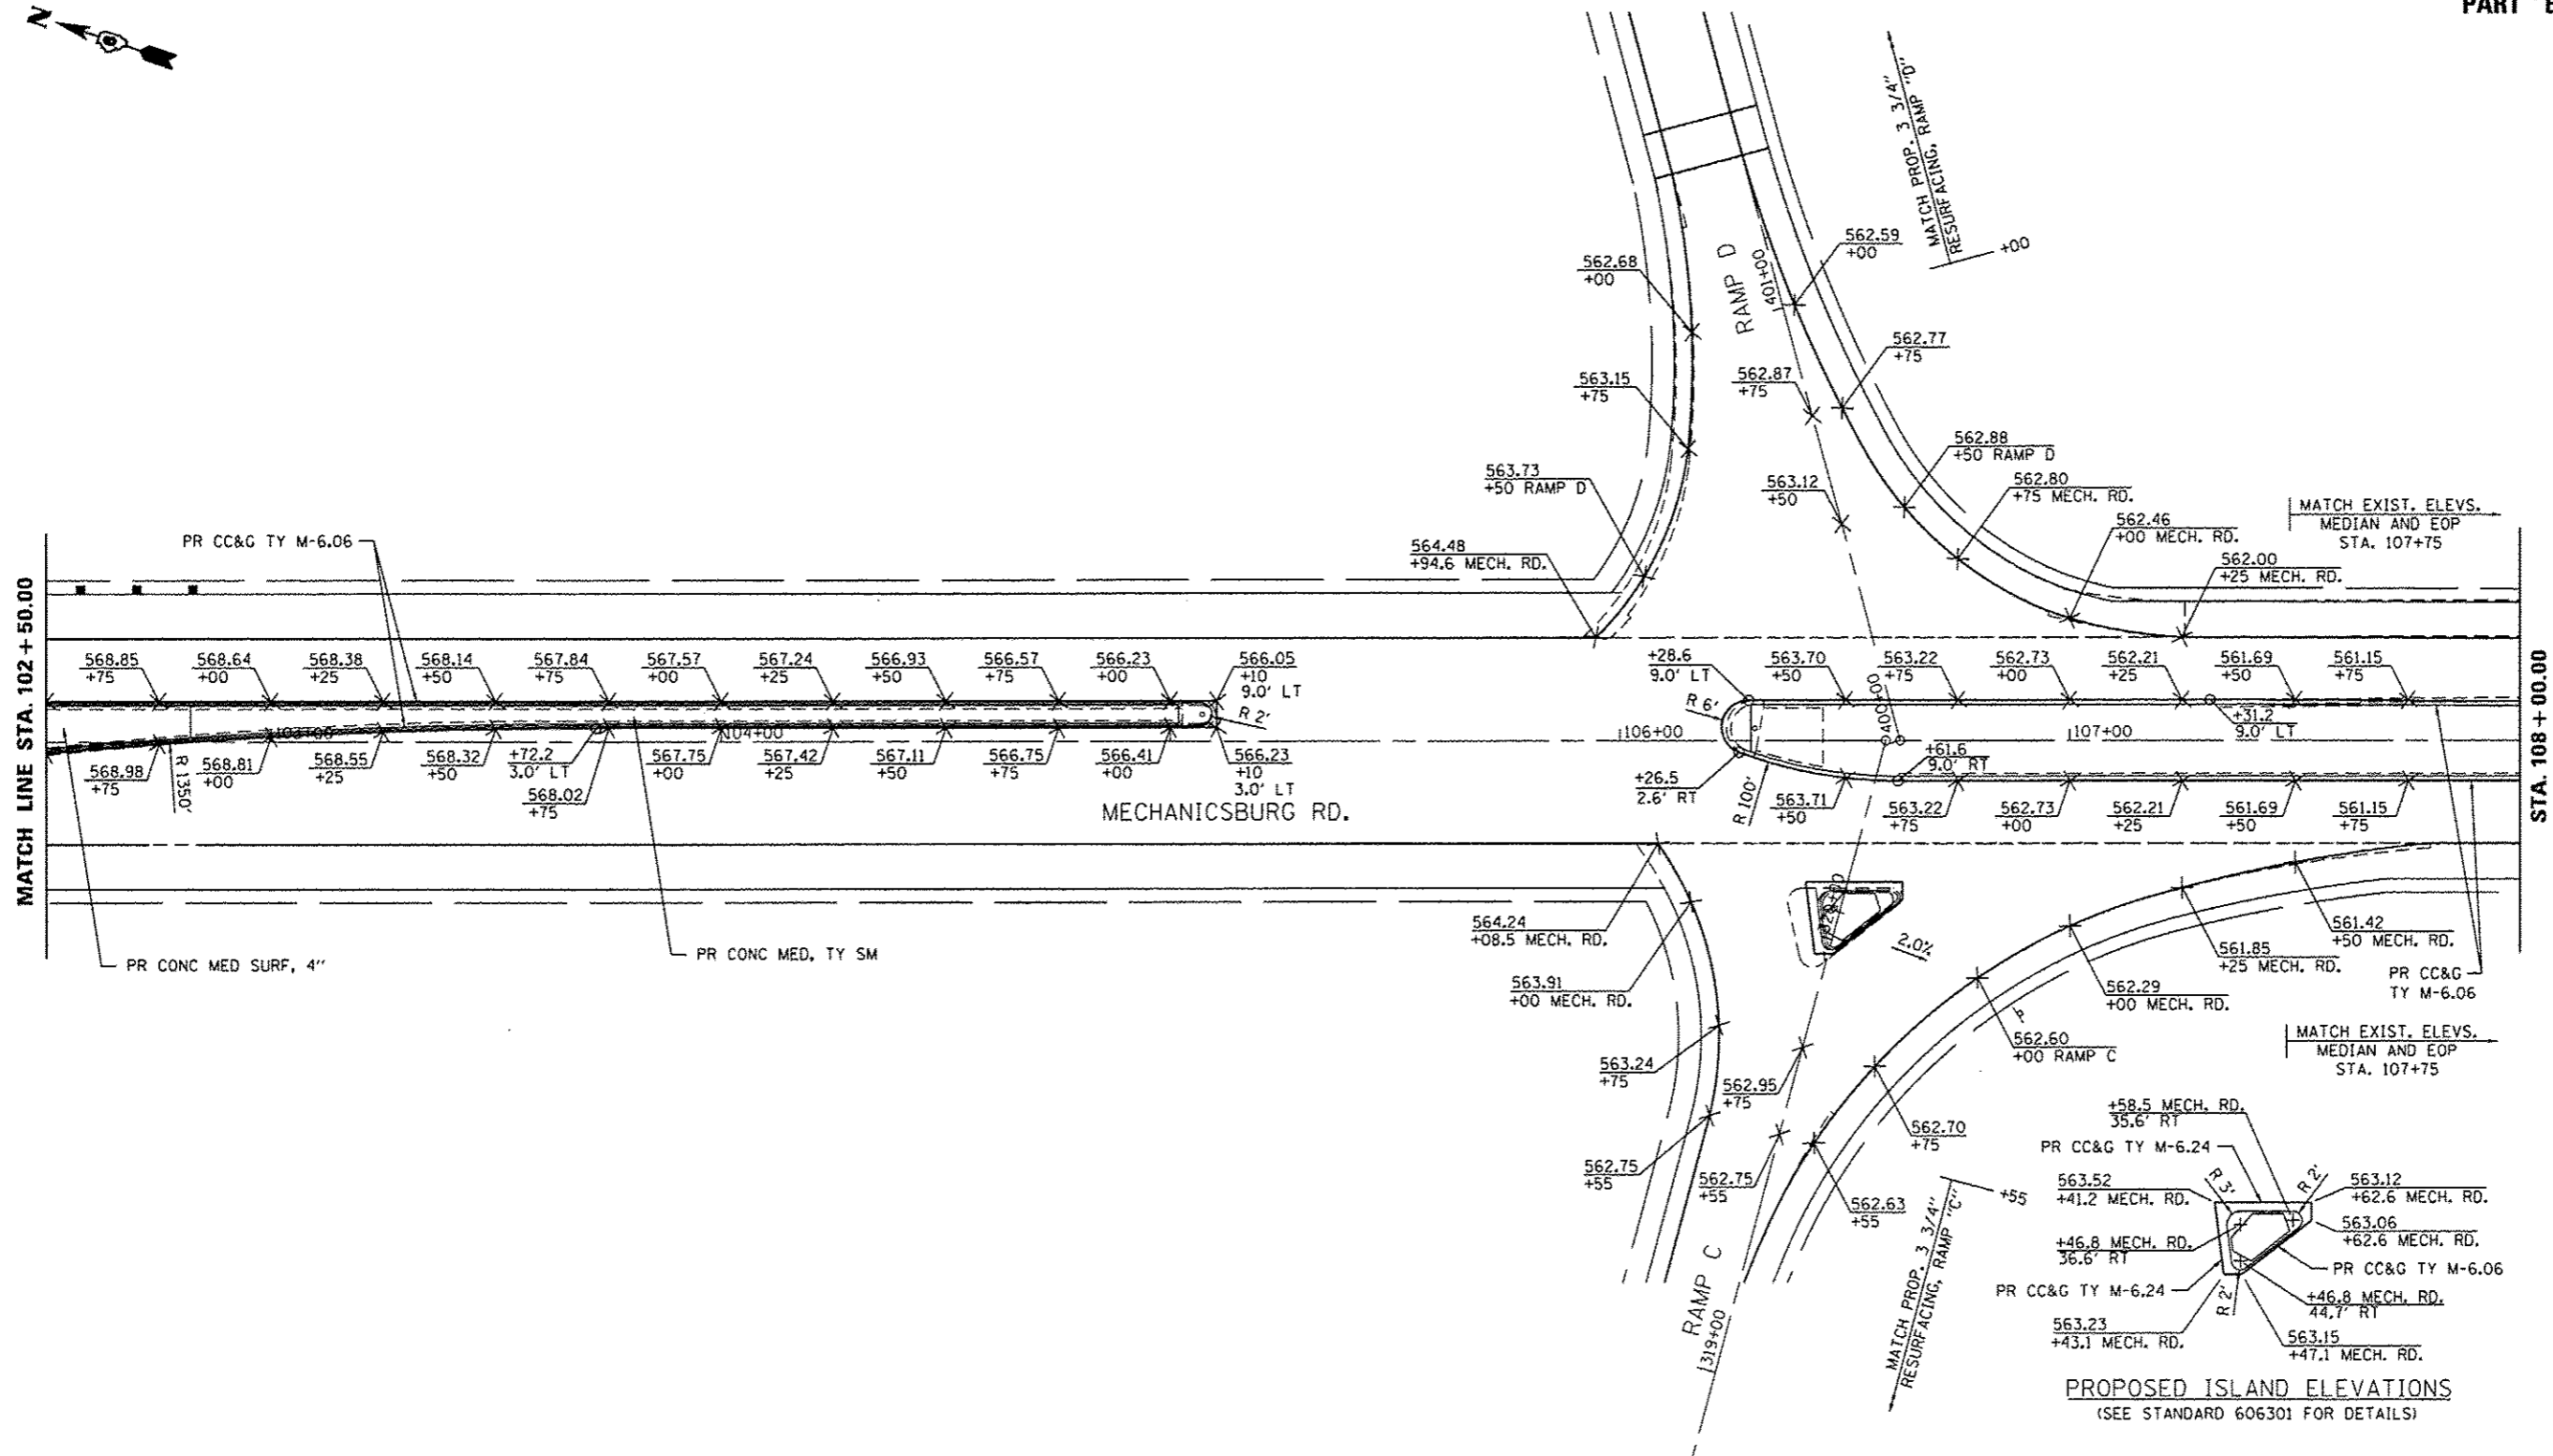 PART "E
N
MATCH PROP. 3 3/4"
RESURFACING, RAMP "D"
+00
562.59
+00
562.68
+00
RAMP D
401+00
562.77
+75
563.15
+75
562.87
+75
562.88
+50 RAMP D
563.73
+50 RAMP D
563.12
+50
562.80
+75 MECH. RD.
MATCH EXIST. ELEVS.
MEDIAN AND EOP
STA. 107+75
562.46
+00 MECH. RD.
PR CC&G TY M-6.06
564.48
+94.6 MECH. RD.
562.00
+25 MECH. RD.
MATCH LINE STA. 102+50.00
STA. 108+00.00
568.85
+75
568.64
+00
568.38
+25
568.14
+50
567.84
+75
567.57
+00
567.24
+25
566.93
+50
566.57
+75
566.23
+00
566.05
+10
9.0' LT
R 2'
+28.6
9.0' LT
R 6'
563.70
+50
563.22
+75
562.73
+00
562.21
+25
561.69
+50
561.15
+75
400+00
+31.2
9.0' LT
103+00
104+00
106+00
107+00
568.98
+75
R 1350'
568.81
+00
568.55
+25
568.32
+50
+72.2
3.0' LT
568.02
+75
567.75
+00
567.42
+25
567.11
+50
566.75
+75
566.41
+00
566.23
+10
3.0' LT
+26.5
2.6' RT
R 100'
563.71
+50
+61.6
9.0' RT
563.22
+75
562.73
+00
562.21
+25
561.69
+50
561.15
+75
MECHANICSBURG RD.
PR CONC MED SURF, 4"
PR CONC MED, TY SM
564.24
+08.5 MECH. RD.
2.0%
561.42
+50 MECH. RD.
561.85
+25 MECH. RD.
PR CC&G
TY M-6.06
563.91
+00 MECH. RD.
562.29
+00 MECH. RD.
562.60
+00 RAMP C
MATCH EXIST. ELEVS.
MEDIAN AND EOP
STA. 107+75
563.24
+75
562.95
+75
562.70
+75
562.75
+55
562.75
+55
562.63
+55
+55
MATCH PROP. 3 3/4"
RESURFACING, RAMP "C"
RAMP C
319+00
+58.5 MECH. RD.
35.6' RT
PR CC&G TY M-6.24
563.52
+41.2 MECH. RD.
R 3'
R 2'
563.12
+62.6 MECH. RD.
563.06
+62.6 MECH. RD.
+46.8 MECH. RD.
36.6' RT
PR CC&G TY M-6.06
PR CC&G TY M-6.24
R 2'
+46.8 MECH. RD.
44.7' RT
563.23
+43.1 MECH. RD.
563.15
+47.1 MECH. RD.
PROPOSED ISLAND ELEVATIONS
(SEE STANDARD 606301 FOR DETAILS)